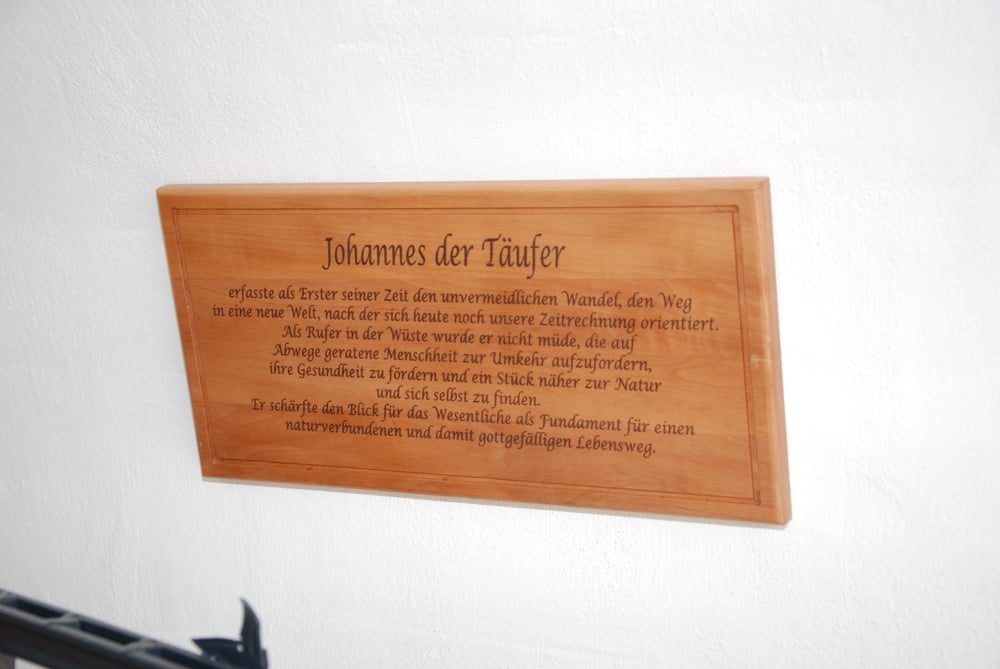 Johannes der Täufer
erfasste als Erster seiner Zeit den unvermeidlichen Wandel, den Weg
in eine neue Welt, nach der sich heute noch unsere Zeitrechnung orientiert.
Als Rufer in der Wüste wurde er nicht müde, die auf
Abwege geratene Menschheit zur Umkehr aufzufordern,
ihre Gesundheit zu fördern und ein Stück näher zur Natur
und sich selbst zu finden.
Er schärfte den Blick für das Wesentliche als Fundament für einen
naturverbundenen und damit gottgefälligen Lebensweg.